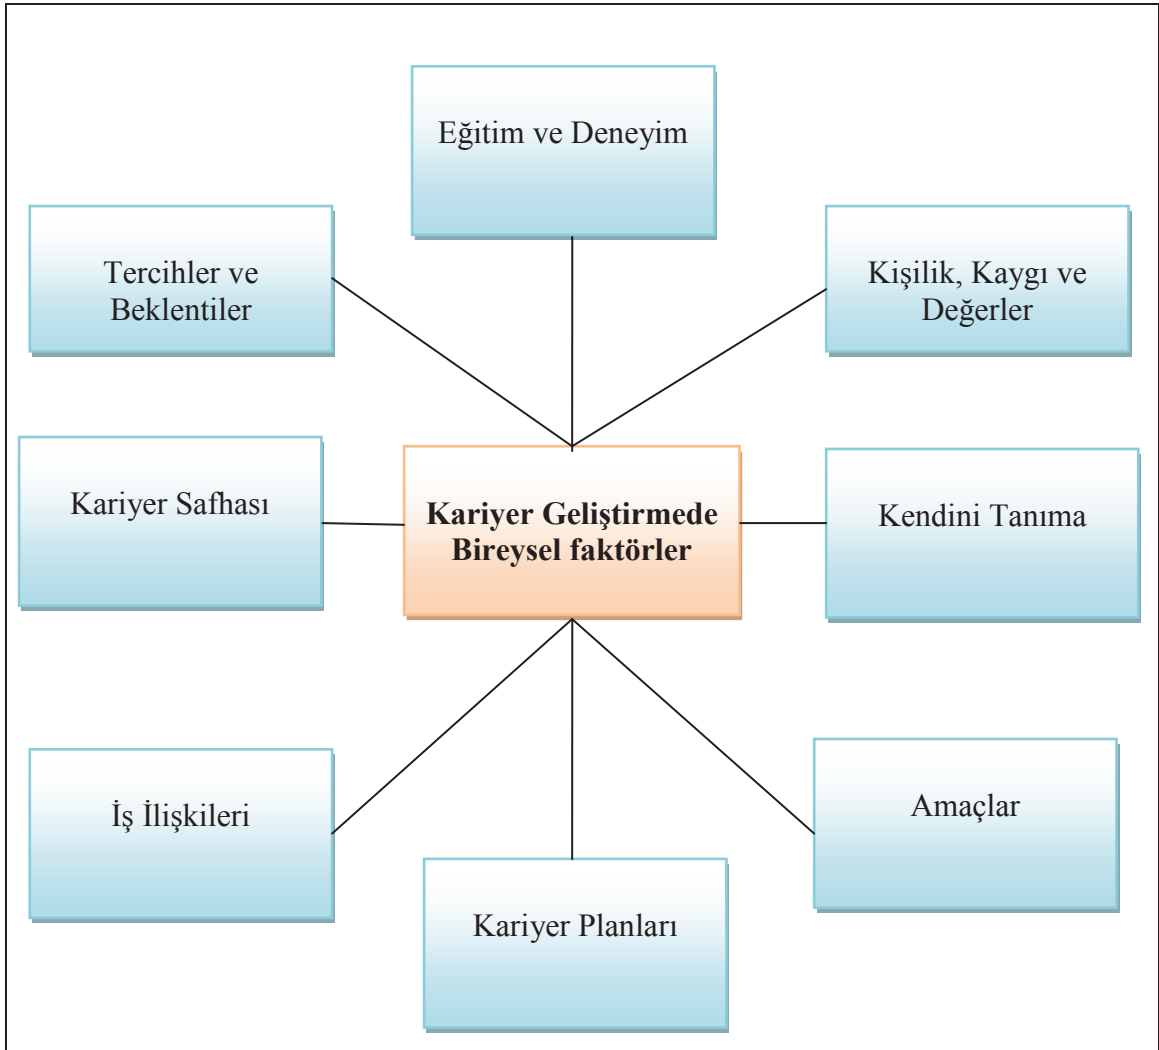 Eğitim ve Deneyim
Tercihler ve
Beklentiler
Kişilik, Kaygı ve
Değerler
Kariyer Safhası
Kariyer Geliştirmede
Bireysel faktörler
Kendini Tanıma
İş İlişkileri
Amaçlar
Kariyer Planları